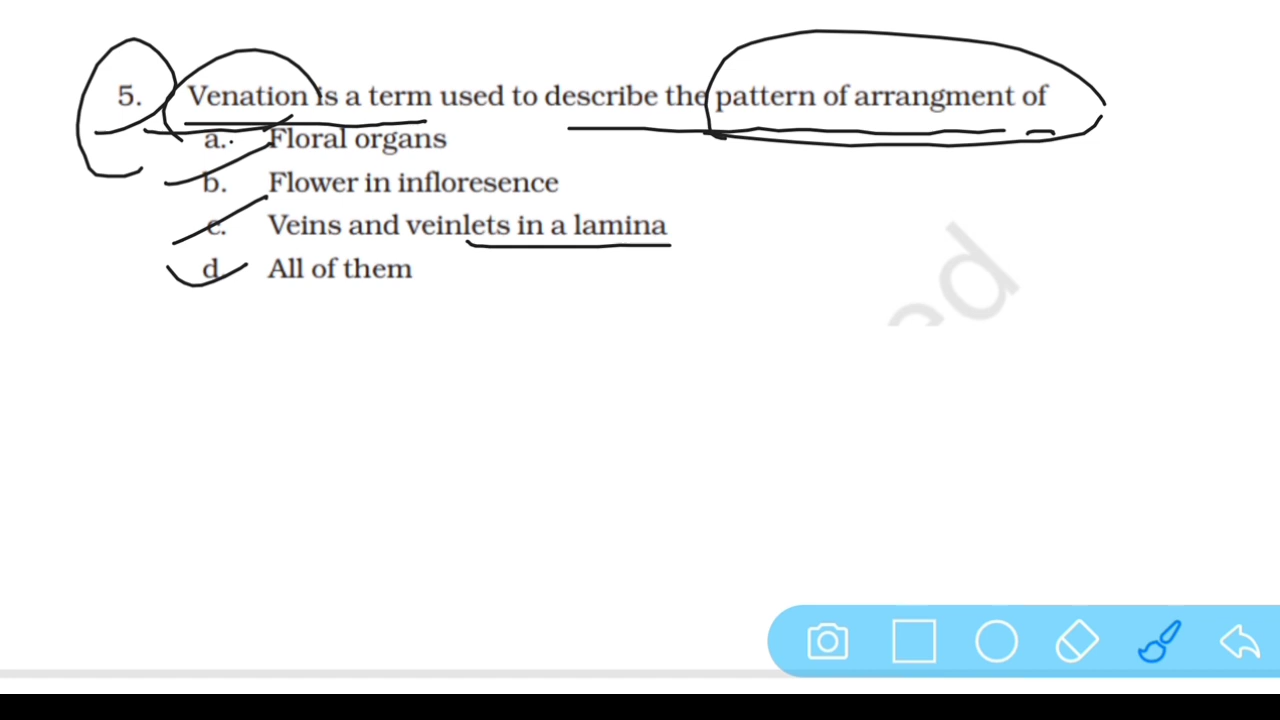 5. Venation is a term used to describe the pattern of arrangment of
a. Floral organs
b. Flower in infloresence
c. Veins and veinlets in a lamina
d. All of them